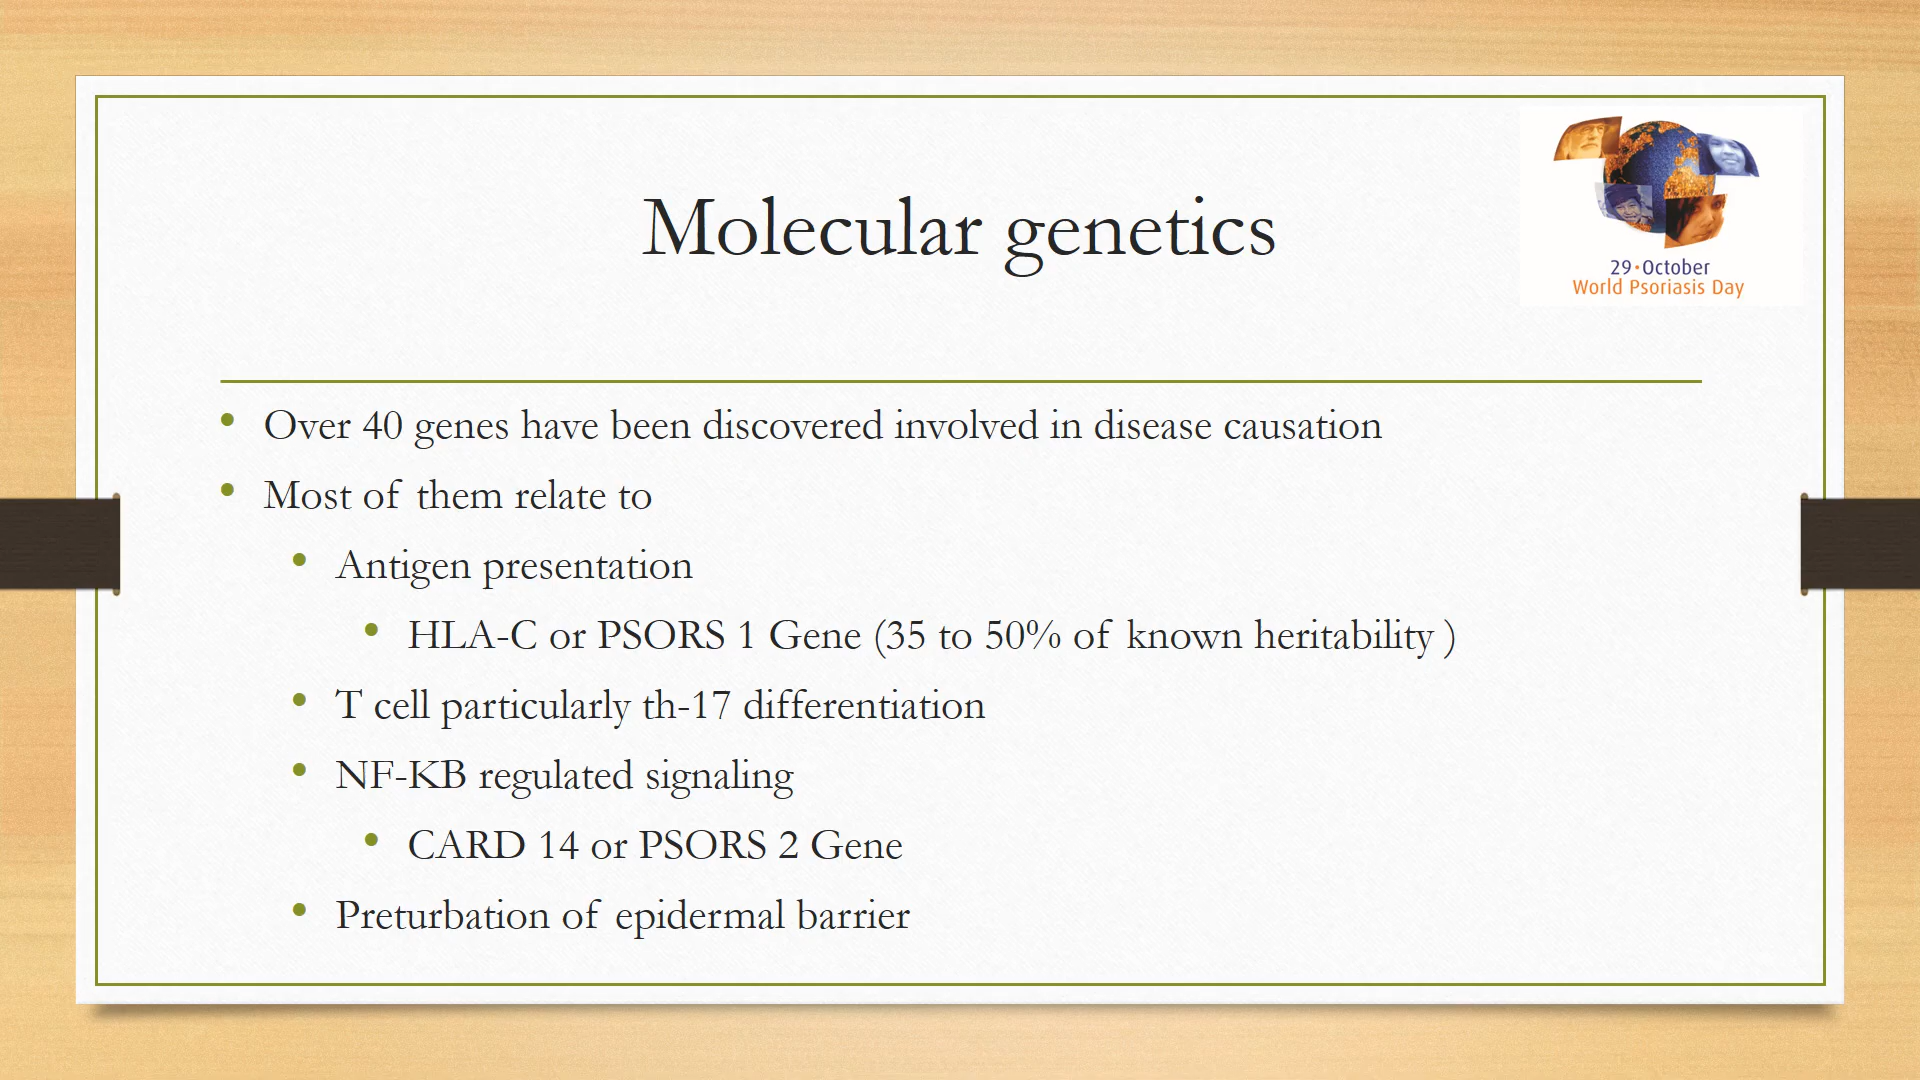 Molecular genetics
29·October
World Psoriasis Day
• Over 40 genes have been discovered involved in disease causation
• Most of them relate to
• Antigen presentation
• HLA-C or PSORS 1 Gene (35 to 50% of known heritability )
• T cell particularly th-17 differentiation
• NF-KB regulated signaling
• CARD 14 or PSORS 2 Gene
• Preturbation of epidermal barrier